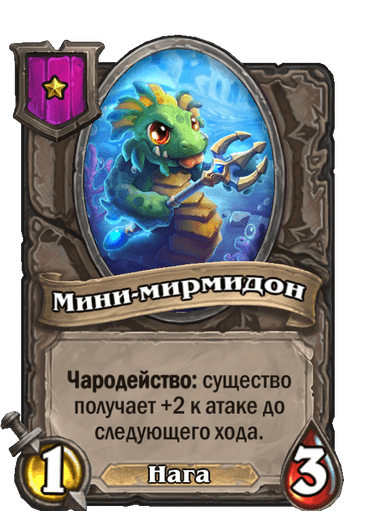 Мини-мирмидон
Чародейство: существо
получает +2 к атаке до
следующего хода.
1
Нага
3